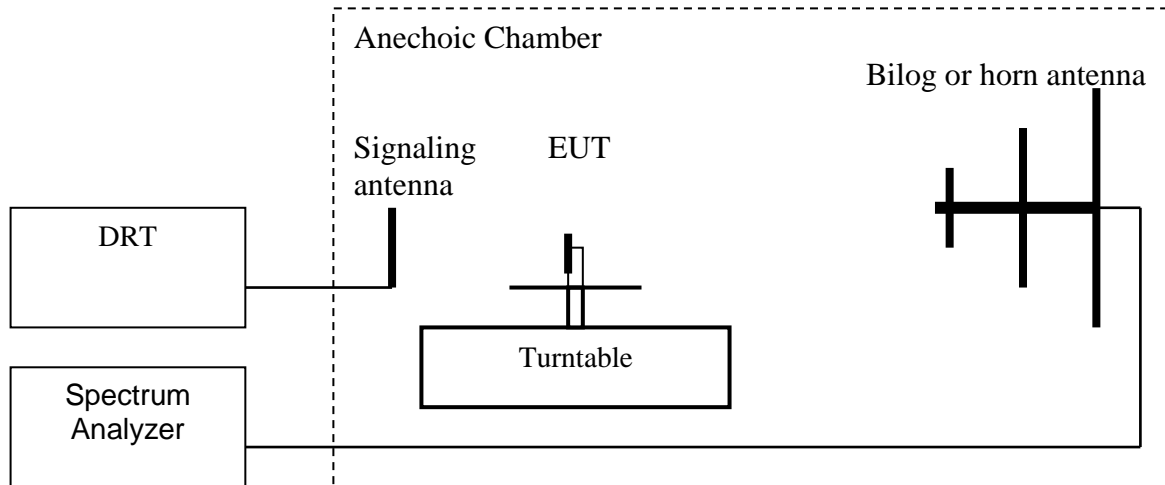 Anechoic Chamber
Bilog or horn antenna
Signaling
antenna
EUT
DRT
Turntable
Spectrum
Analyzer